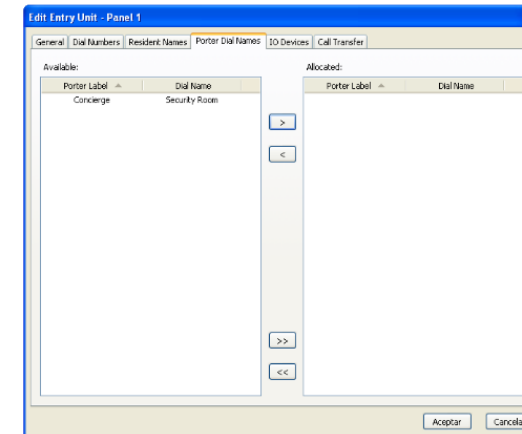 Edit Entry Unit - Panel 1
General Dial Numbers Resident Names Porter Dial Names IO Devices Call Transfer
Available: Allocated:
Porter Label Dial Name Porter Label Dial Name
Concierge Security Room
>
<
>>
<<
Aceptar Cancela